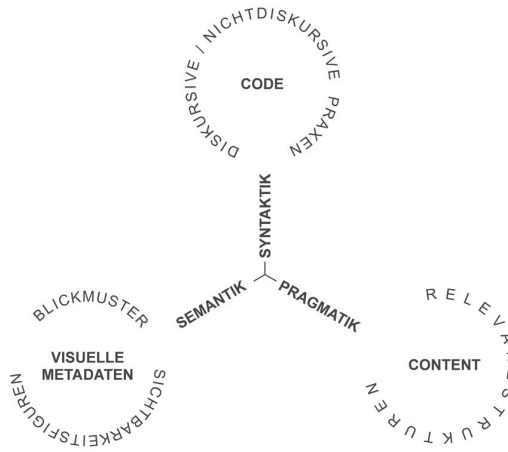 DISKURSIVE / NICHTDISKURSIVE PRAXEN
CODE
SYNTAKTIK
SEMANTIK
PRAGMATIK
BLICKMUSTER
VISUELLE
METADATEN
SICHTBARKEITSFIGUREN
RELEVANZSTRUKTUREN
CONTENT